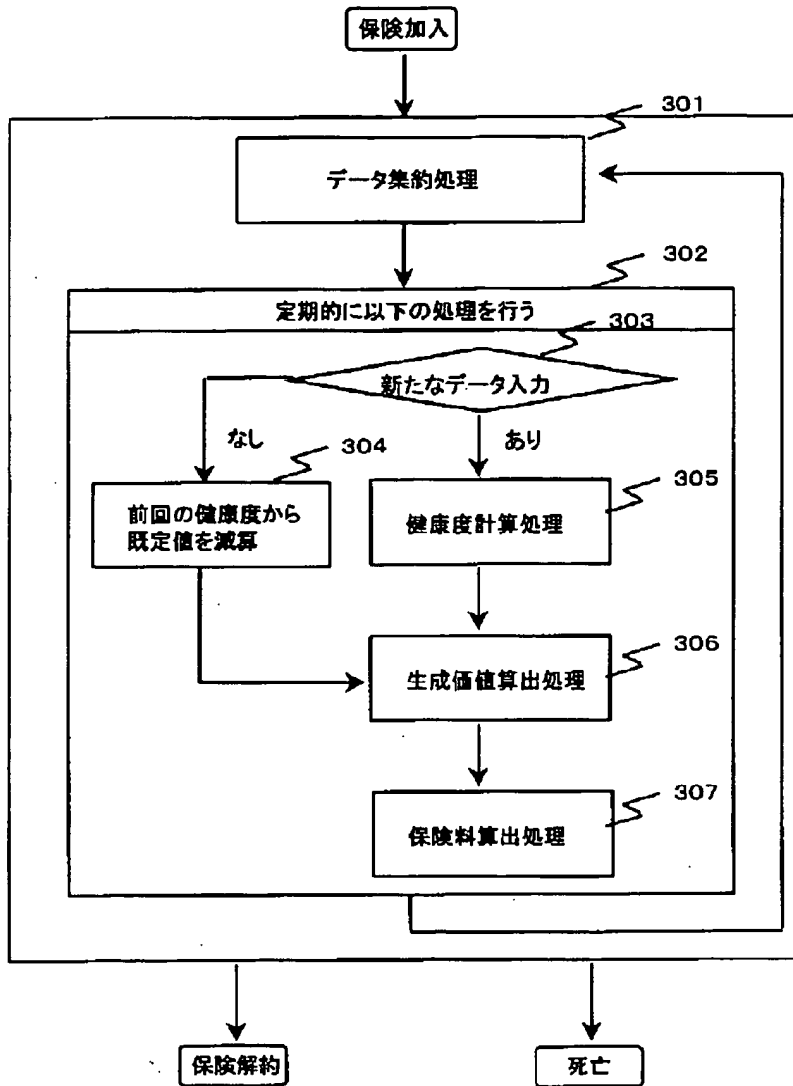 保険加入
301
データ集約処理
302
定期的に以下の処理を行う
303
新たなデータ入力
なし
304
あり
305
前回の健康度から
既定値を減算
健康度計算処理
306
生成価値算出処理
307
保険料算出処理
保険解約
死亡